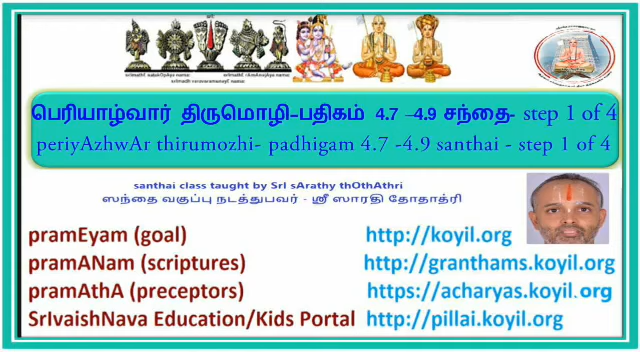 பெரியாழ்வார் திருமொழி-பதிகம் 4.7 -4.9 சந்தை- step 1 of 4
periyAzhwAr thirumozhi- padhigam 4.7 -4.9 santhai - step 1 of 4
santhai class taught by SrI sArathy thOthAthri
ஸந்தை வகுப்பு நடத்துபவர் - ஸ்ரீ ஸாரதி தோதாத்ரி
pramEyam (goal) http://koyil.org
pramANam (scriptures) http://granthams.koyil.org
pramAthA (preceptors) https://acharyas.koyil.org
SrIvaishNava Education/Kids Portal http://pillai.koyil.org